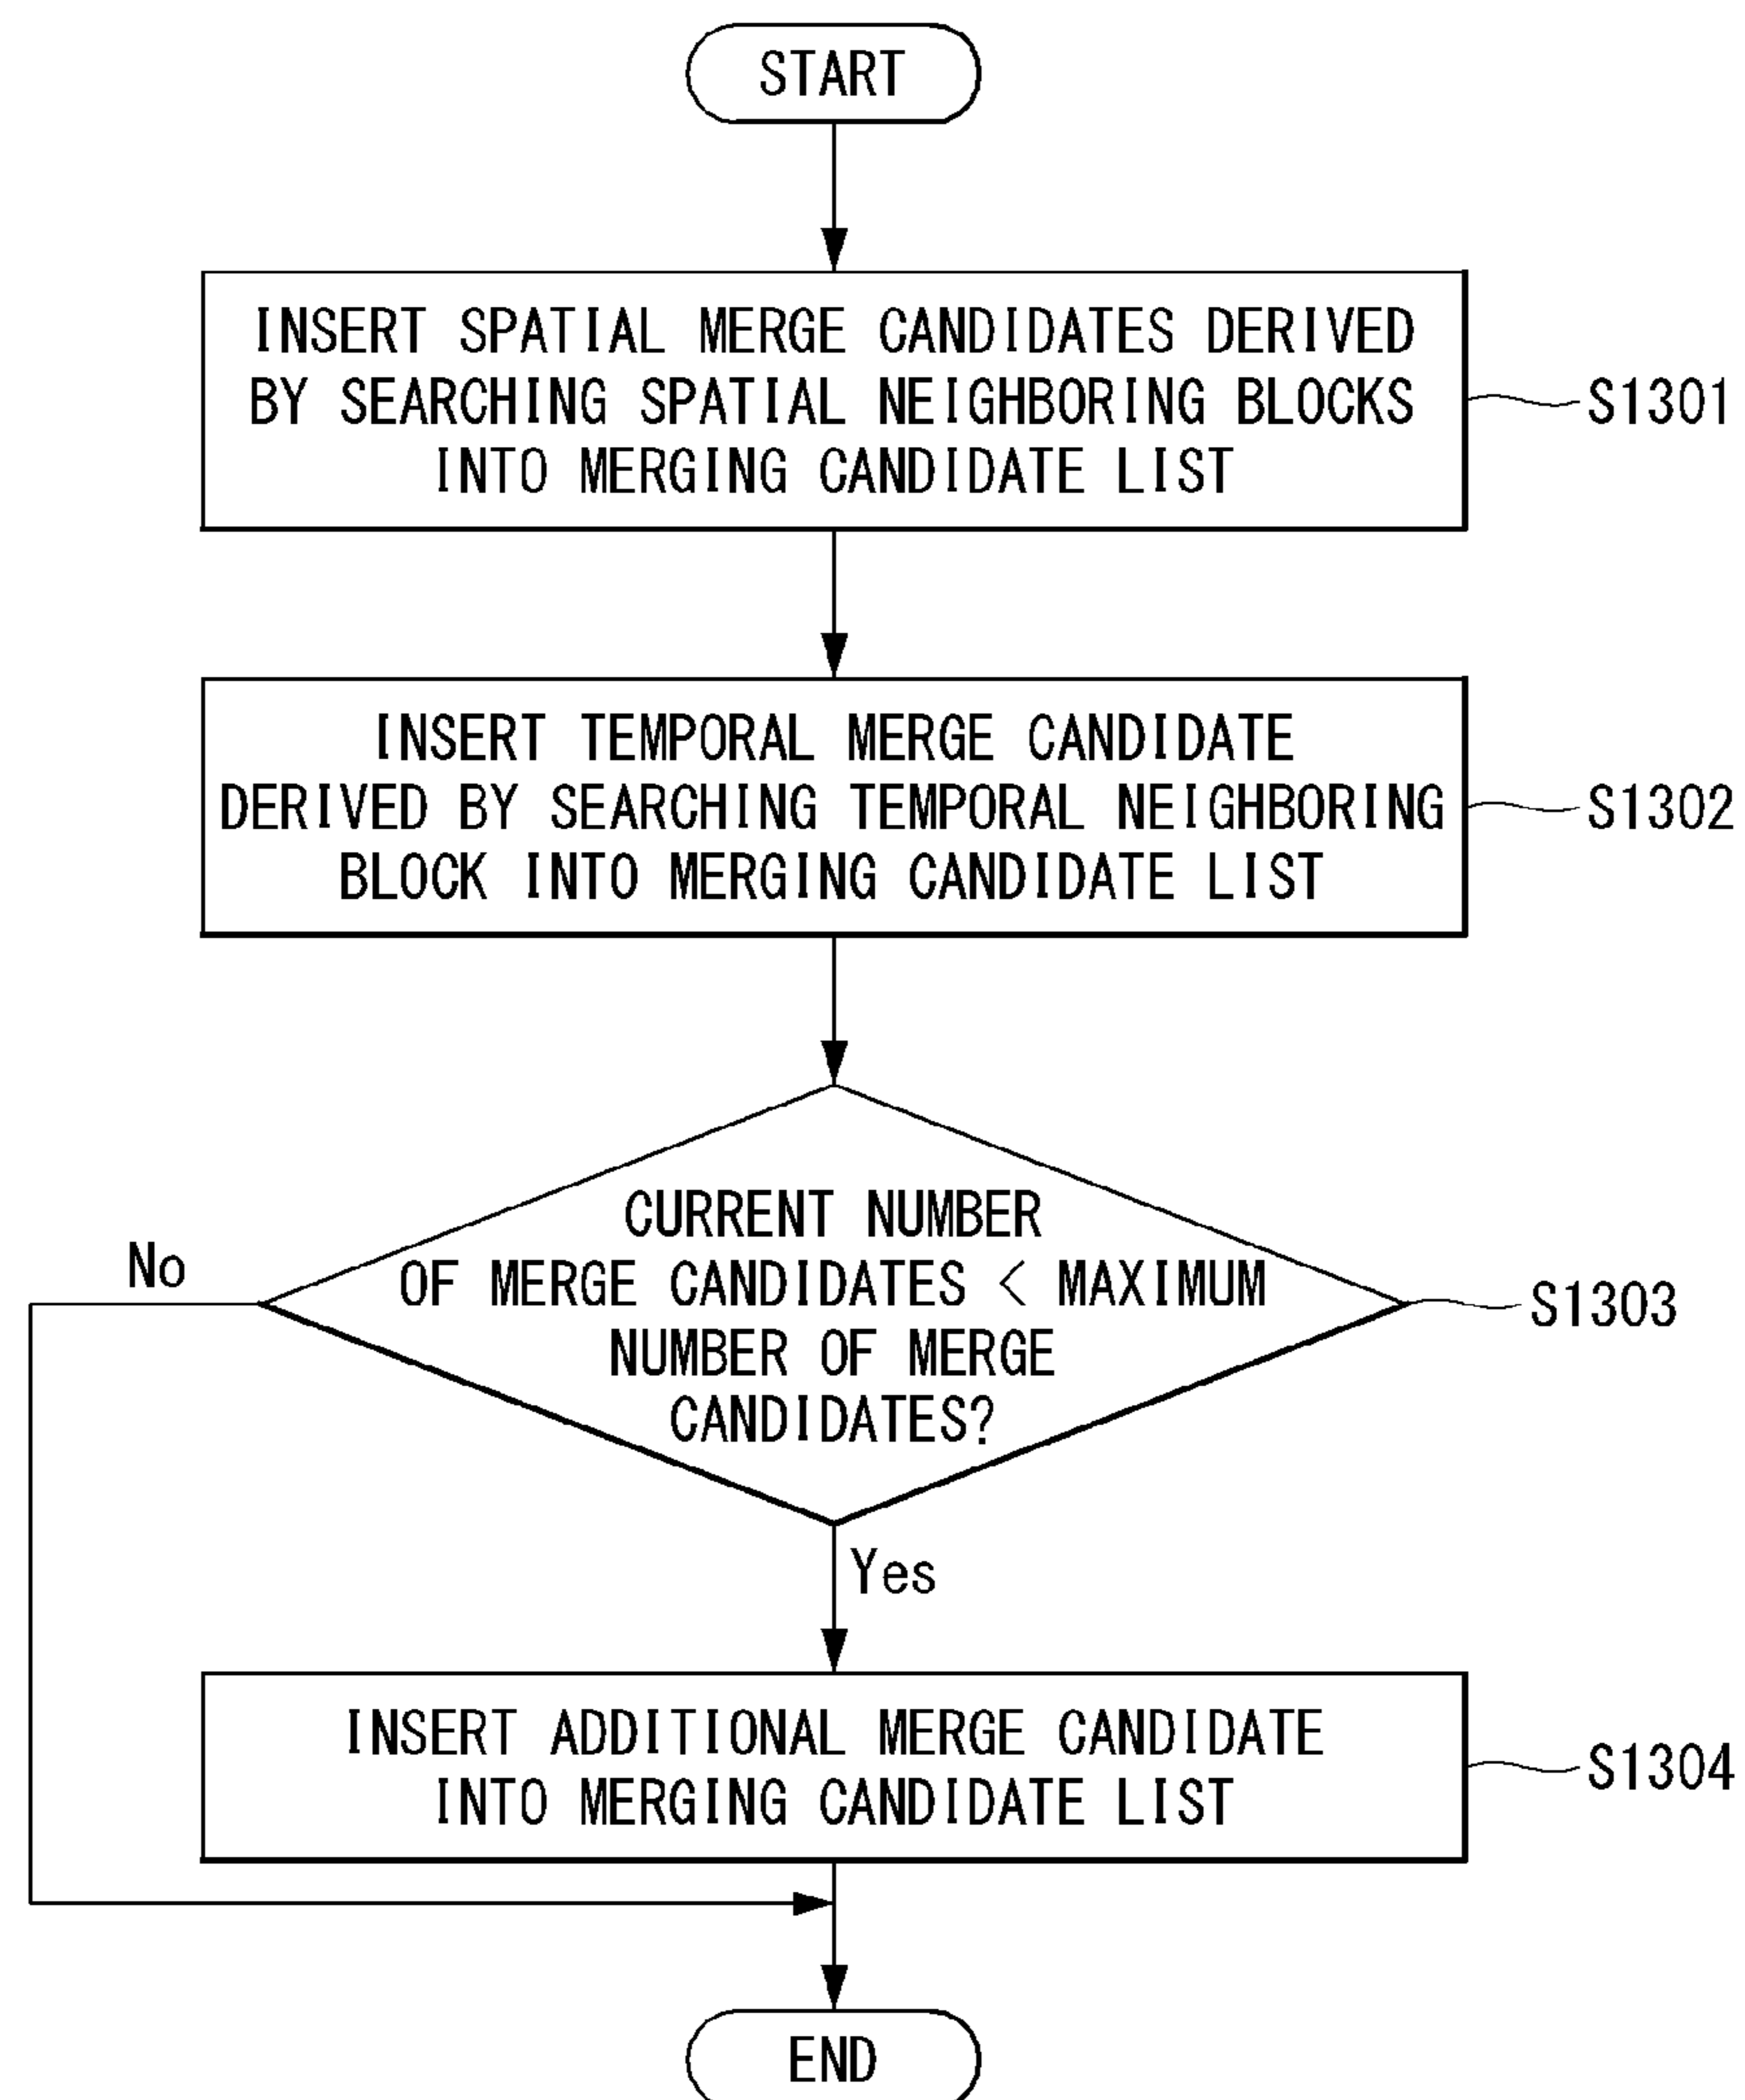 START
INSERT SPATIAL MERGE CANDIDATES DERIVED
BY SEARCHING SPATIAL NEIGHBORING BLOCKS
INTO MERGING CANDIDATE LIST
S1301
INSERT TEMPORAL MERGE CANDIDATE
DERIVED BY SEARCHING TEMPORAL NEIGHBORING
BLOCK INTO MERGING CANDIDATE LIST
S1302
CURRENT NUMBER
OF MERGE CANDIDATES < MAXIMUM
NUMBER OF MERGE
CANDIDATES?
No
S1303
Yes
INSERT ADDITIONAL MERGE CANDIDATE
INTO MERGING CANDIDATE LIST
S1304
END